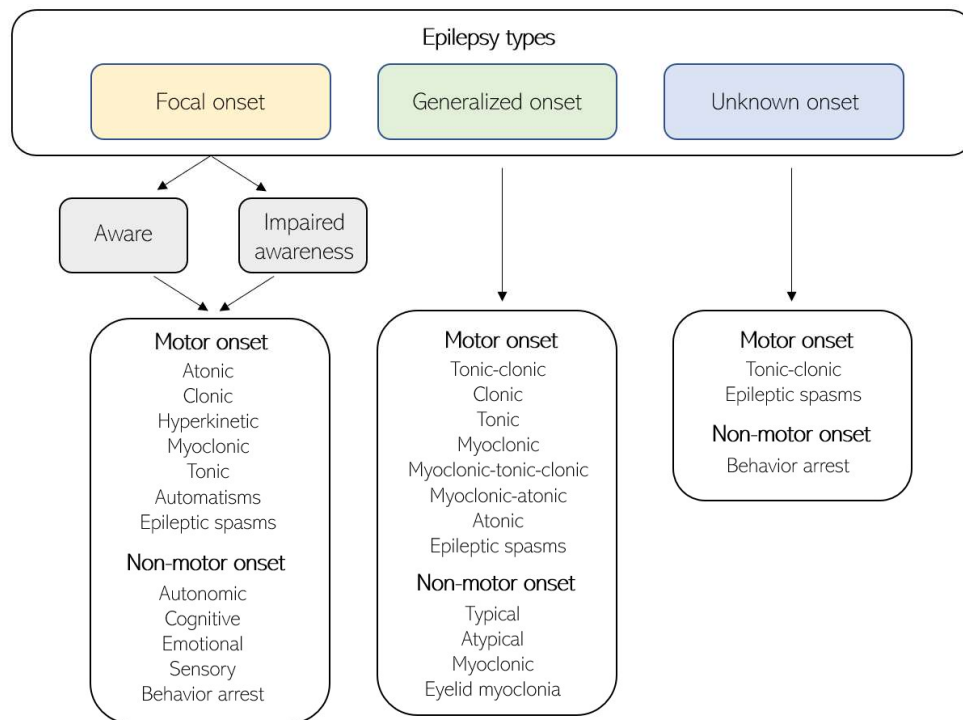 Epilepsy types
Focal onset
Generalized onset
Unknown onset
Aware
Impaired
awareness
Motor onset
Atonic
Clonic
Hyperkinetic
Myoclonic
Tonic
Automatisms
Epileptic spasms
Non-motor onset
Autonomic
Cognitive
Emotional
Sensory
Behavior arrest
Motor onset
Tonic-clonic
Clonic
Tonic
Myoclonic
Myoclonic-tonic-clonic
Myoclonic-atonic
Atonic
Epileptic spasms
Non-motor onset
Typical
Atypical
Myoclonic
Eyelid myoclonia
Motor onset
Tonic-clonic
Epileptic spasms
Non-motor onset
Behavior arrest